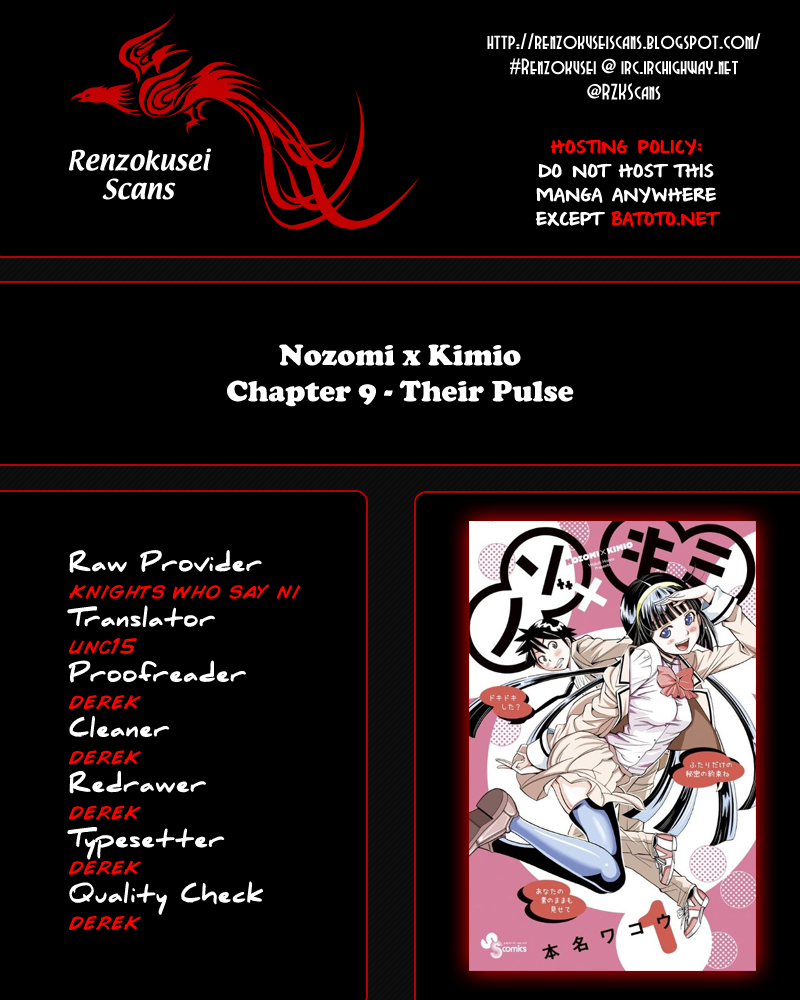 Renzokusei
Scans
http://renzokuseiscans.blogspot.com/
#Renzokusei @ irc.irchighway.net
@RZKScans
HOSTING POLICY:
DO NOT HOST THIS
MANGA ANYWHERE
EXCEPT BATOTO.NET
Nozomi x Kimio
Chapter 9 - Their Pulse
Raw Provider
KNIGHTS WHO SAY NI
Translator
UNC15
Proofreader
DEREK
Cleaner
DEREK
Redrawer
DEREK
Typesetter
DEREK
Quality Check
DEREK
ノゾ×キミ
NOZOMI×KIMIO
ドキドキ
した?
ふたりだけの
秘密の約束ね
あなたの
素のままも
見せて
1
本名ワコウ
comics